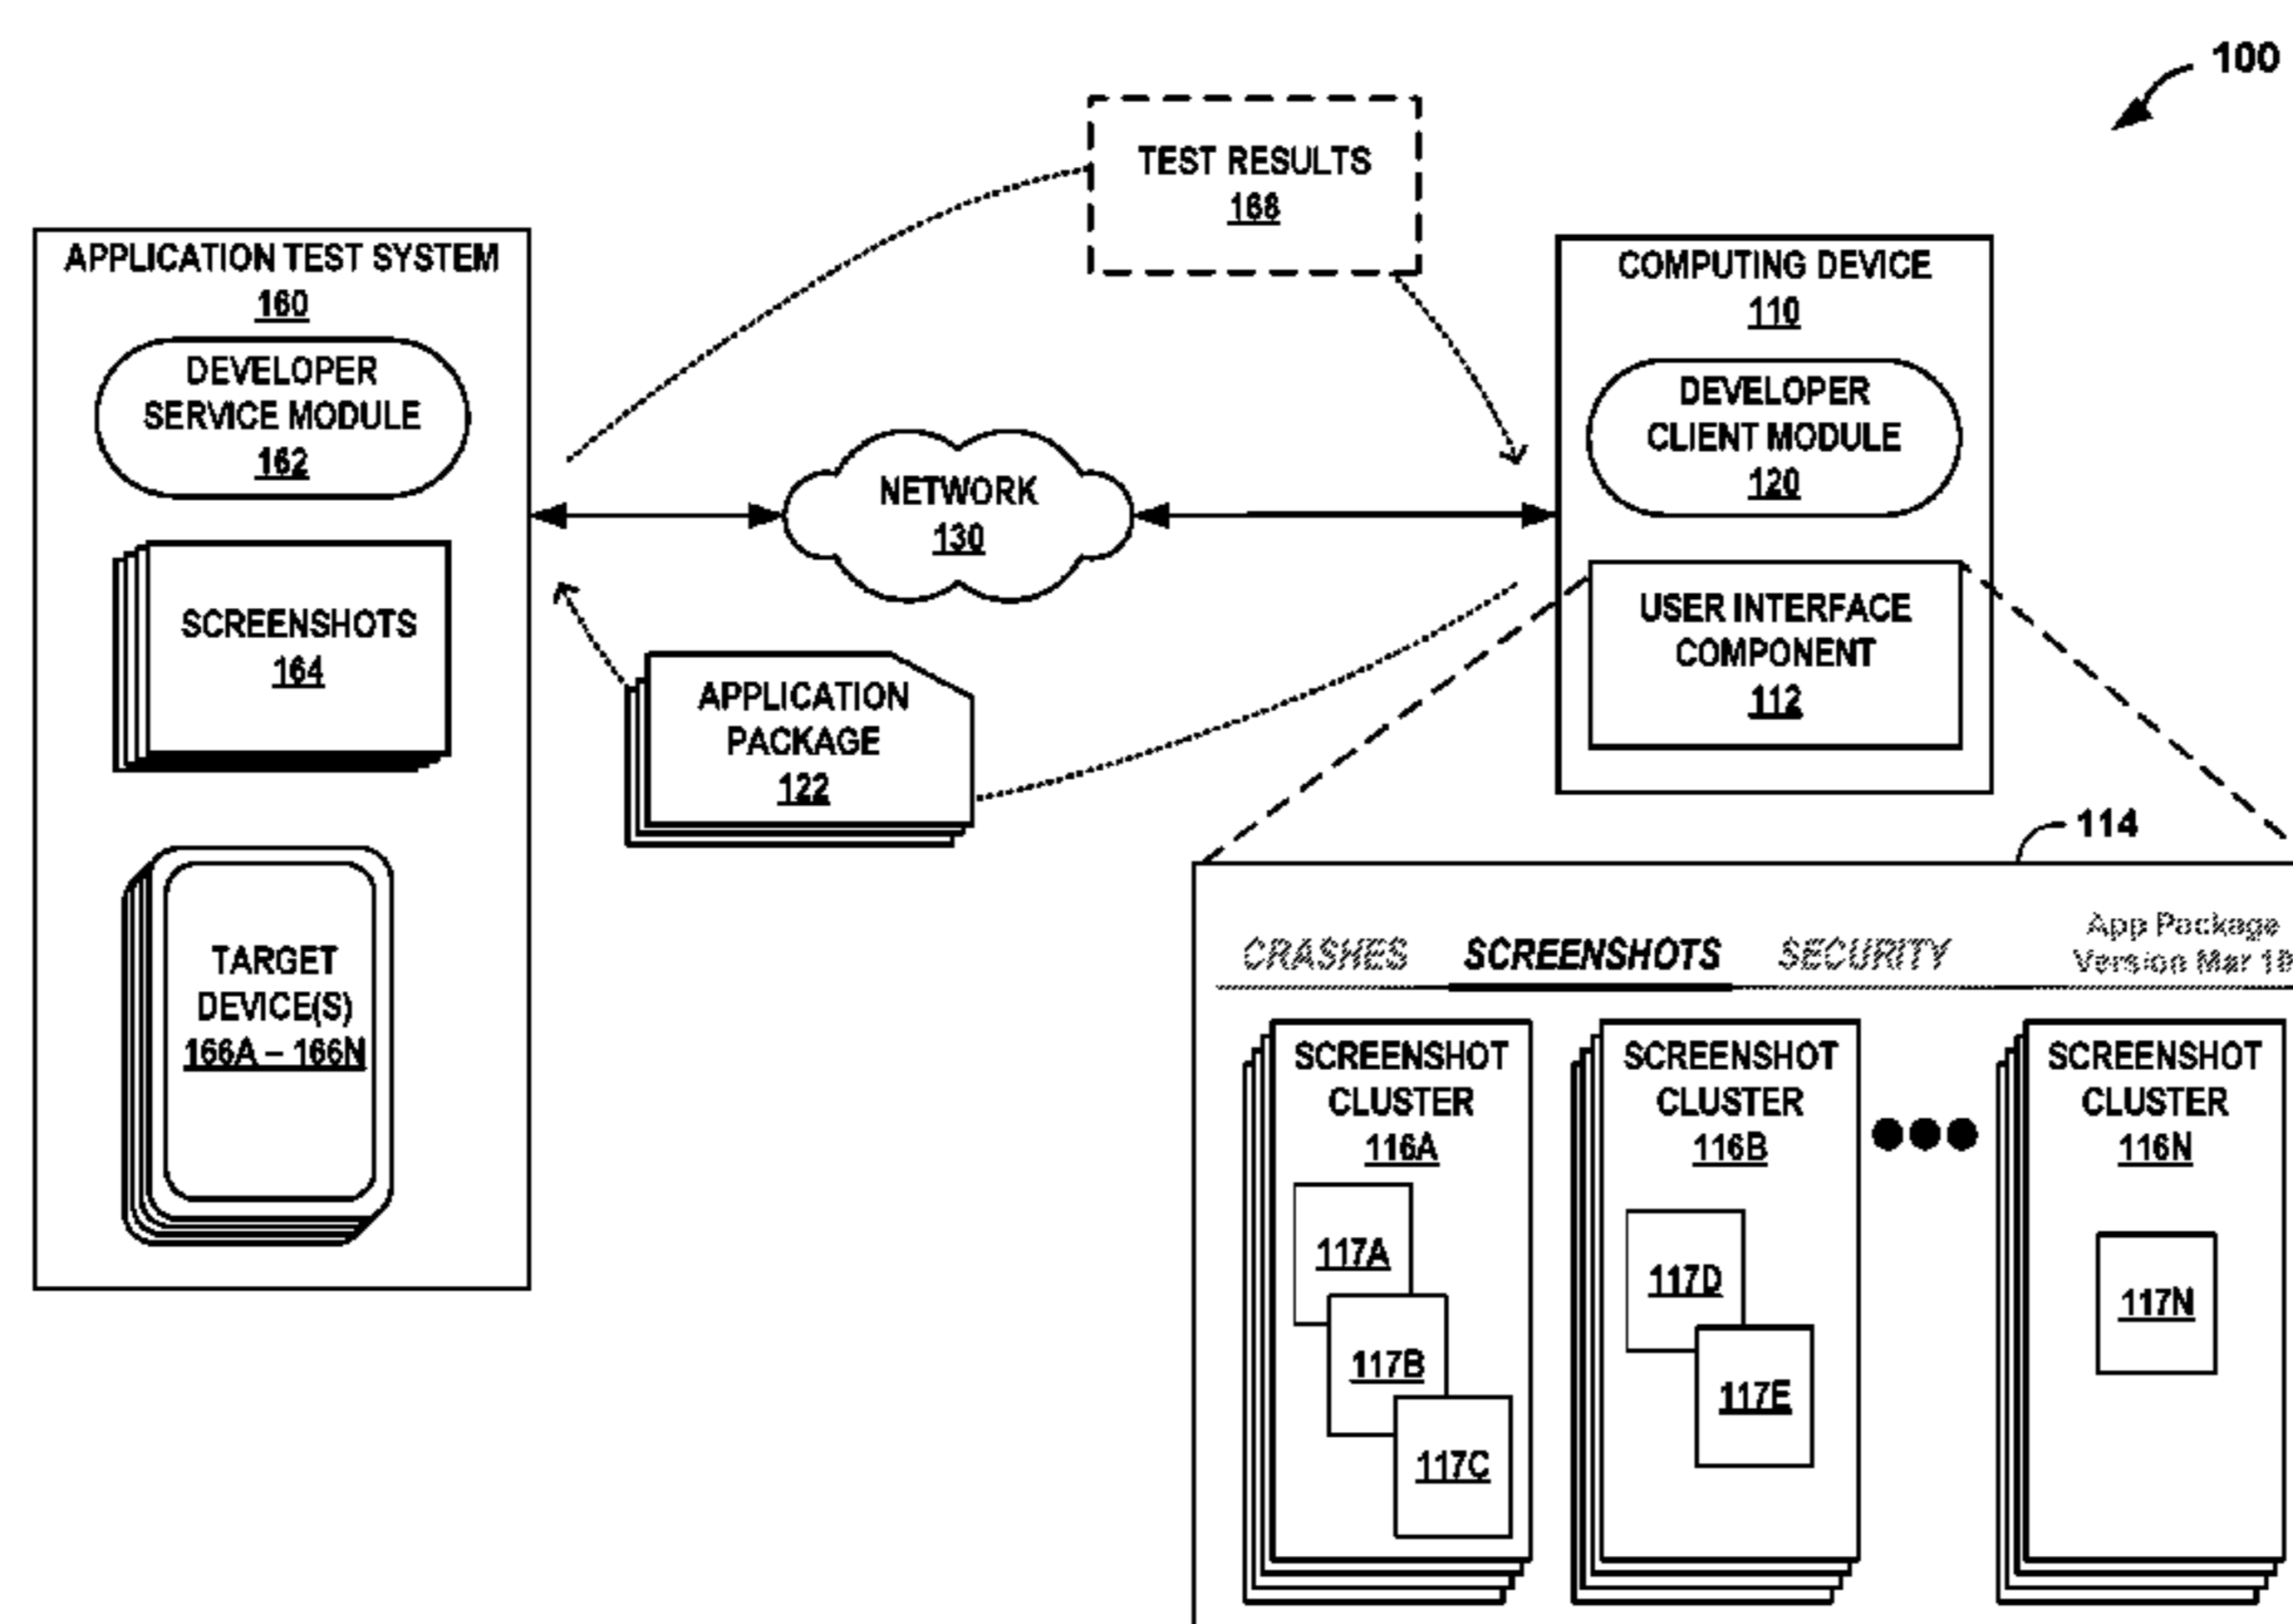 100
TEST RESULTS
168
APPLICATION TEST SYSTEM
160
DEVELOPER
SERVICE MODULE
162
SCREENSHOTS
164
TARGET
DEVICE(S)
166A – 166N
NETWORK
130
APPLICATION
PACKAGE
122
COMPUTING DEVICE
110
DEVELOPER
CLIENT MODULE
120
USER INTERFACE
COMPONENT
112
114
CRASHES SCREENSHOTS SECURITY
App Package
Version Mar
SCREENSHOT
CLUSTER
116A
117A
117B
117C
SCREENSHOT
CLUSTER
116B
117D
117E
SCREENSHOT
CLUSTER
116N
117N